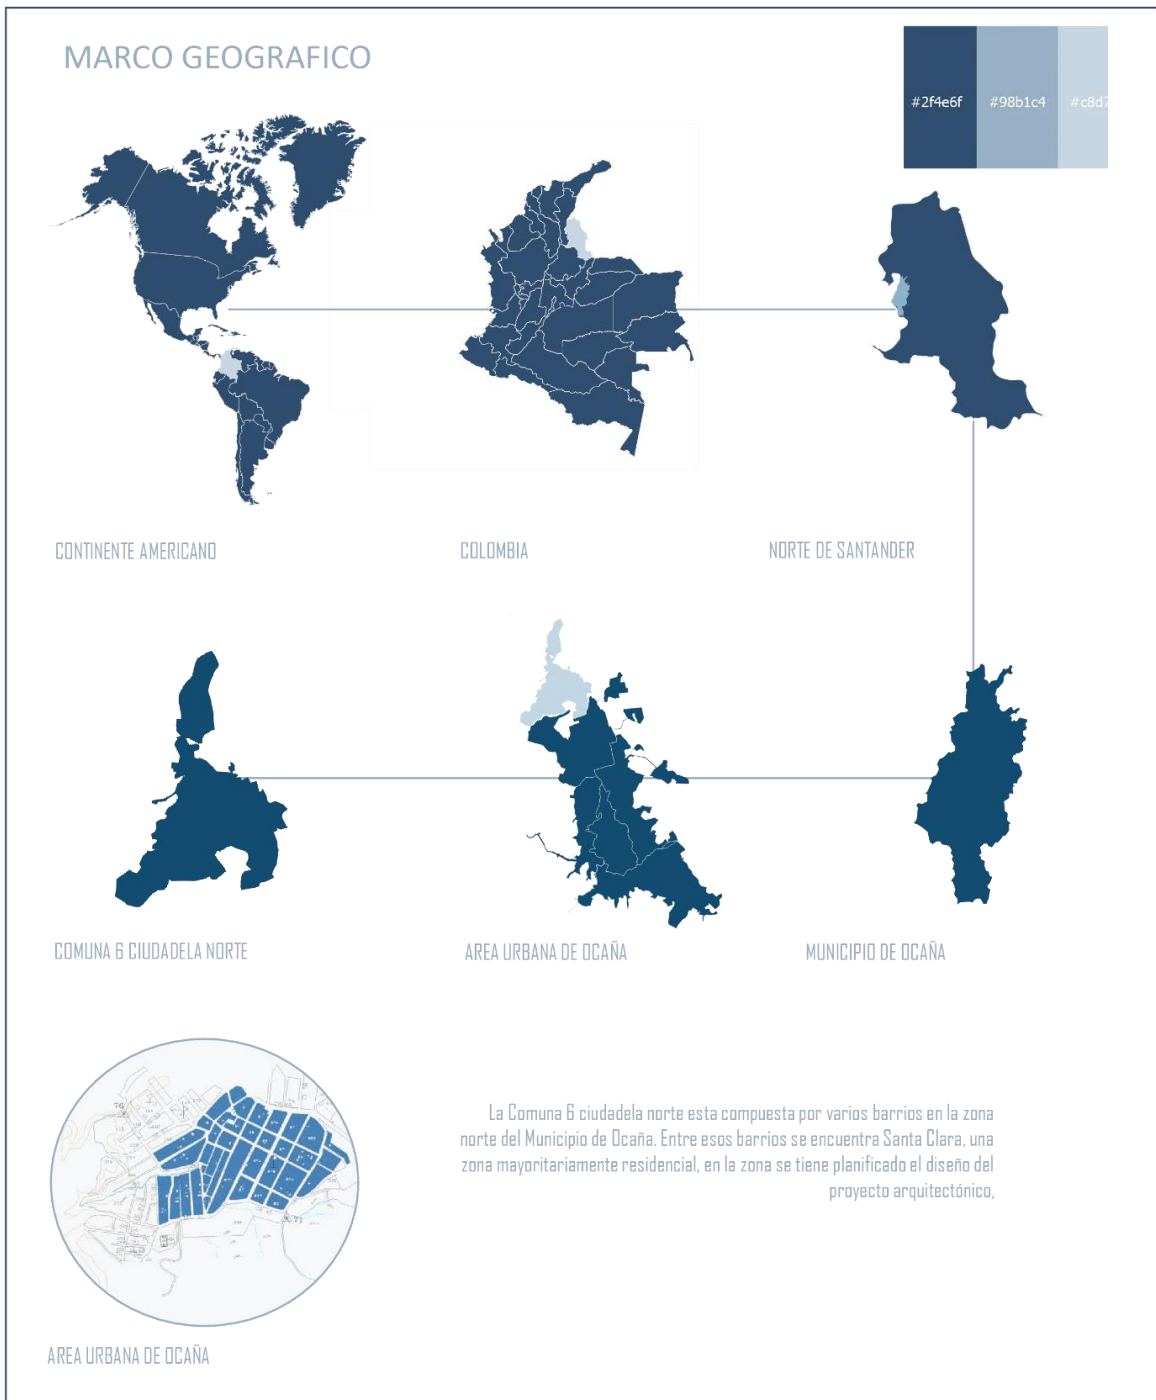 MARCO GEOGRAFICO
#2f4e6f #98b1c4 #c8d7
CONTINENTE AMERICANO
COLOMBIA
NORTE DE SANTANDER
COMUNA 6 CIUDADELA NORTE
AREA URBANA DE OCAÑA
MUNICIPIO DE OCAÑA
76
71
La Comuna 6 ciudadela norte esta compuesta por varios barrios en la zona
norte del Municipio de Ocaña. Entre esos barrios se encuentra Santa Clara, una
zona mayoritariamente residencial, en la zona se tiene planificado el diseño del
proyecto arquitectónico,
AREA URBANA DE OCAÑA